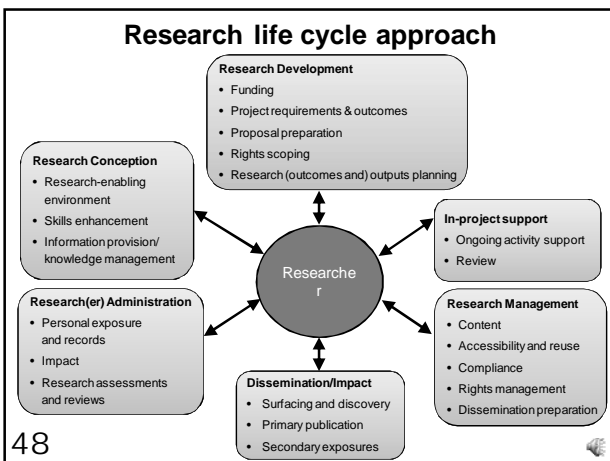 Research life cycle approach
Research Development
• Funding
• Project requirements & outcomes
• Proposal preparation
• Rights scoping
• Research (outcomes and) outputs planning
Research Conception
• Research-enabling
environment
• Skills enhancement
• Information provision/
knowledge management
In-project support
• Ongoing activity support
• Review
Researche
r
Research(er) Administration
• Personal exposure
and records
• Impact
• Research assessments
and reviews
Research Management
• Content
• Accessibility and reuse
• Compliance
• Rights management
• Dissemination preparation
Dissemination/Impact
• Surfacing and discovery
• Primary publication
• Secondary exposures
48